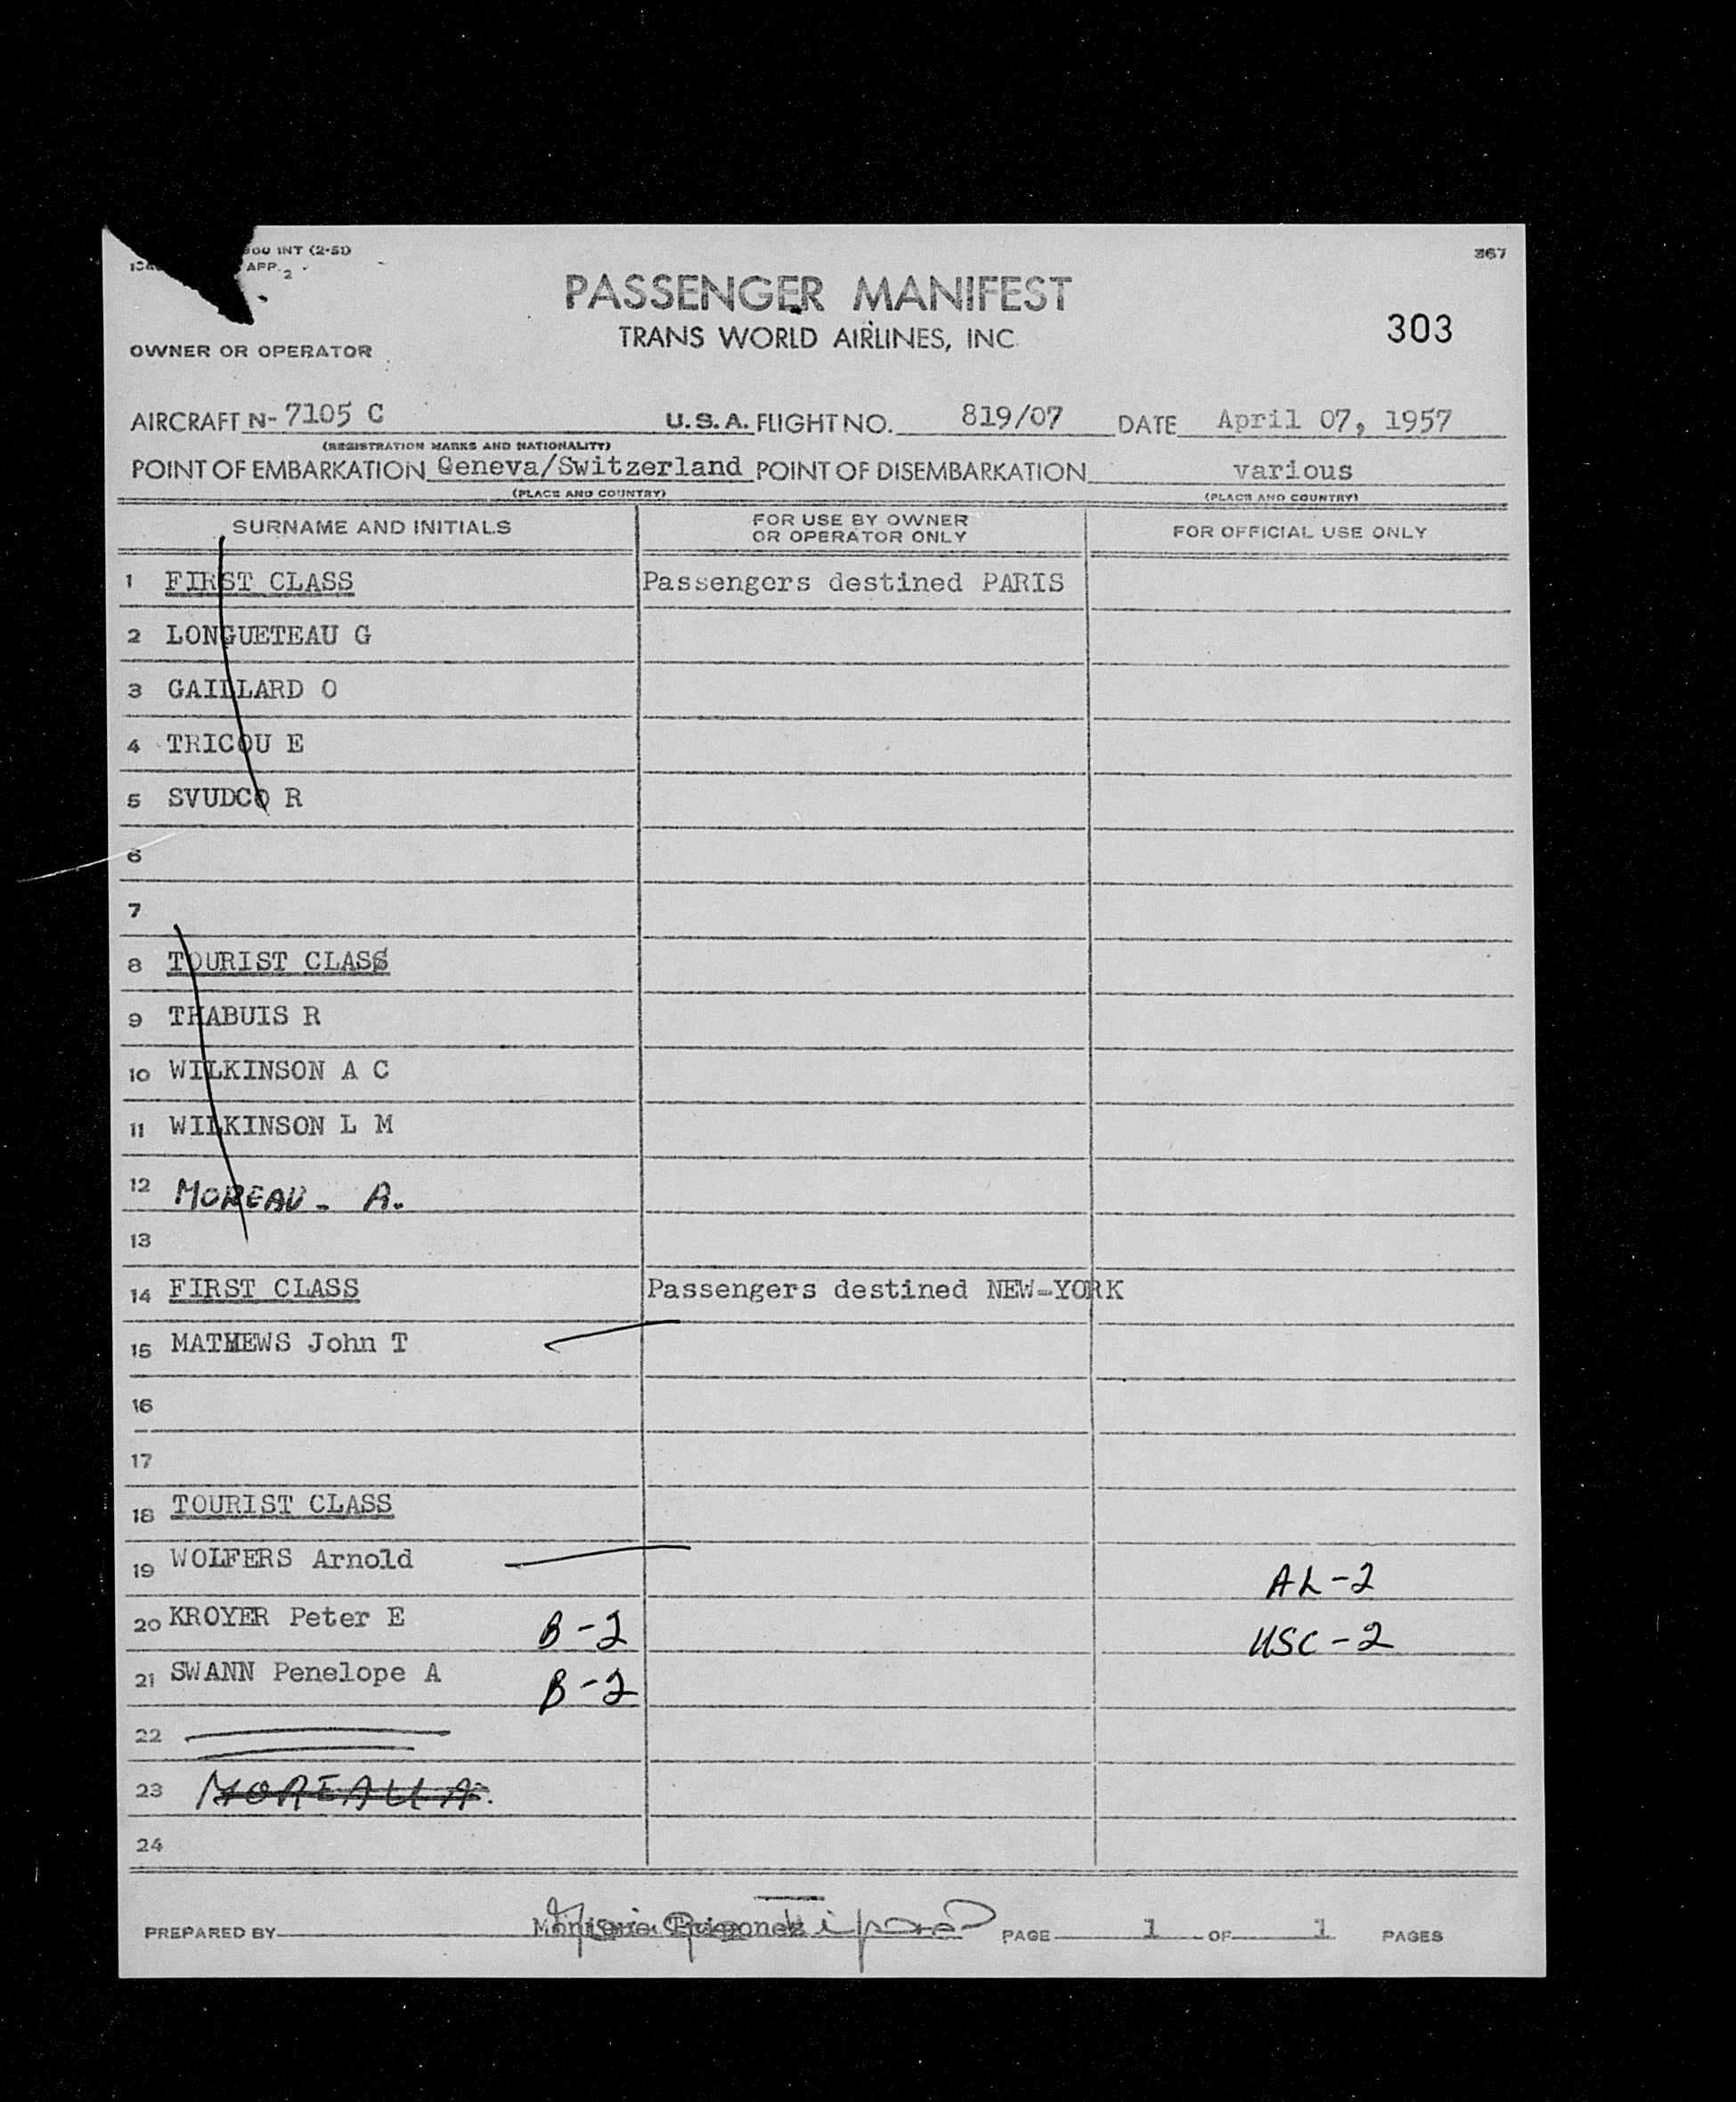 INT (2-51)
367
APP. 2
PASSENGER MANIFEST
TRANS WORLD AIRLINES, INC.
303
OWNER OR OPERATOR
AIRCRAFT N- 7105 C U.S.A. FLIGHT NO. 819/07 DATE April 07, 1957
(REGISTRATION MARKS AND NATIONALITY)
POINT OF EMBARKATION Geneva/Switzerland POINT OF DISEMBARKATION various
(PLACE AND COUNTRY) (PLACE AND COUNTRY)
SURNAME AND INITIALS FOR USE BY OWNER OR OPERATOR ONLY FOR OFFICIAL USE ONLY
1 FIRST CLASS Passengers destined PARIS
2 LONGUETEAU G
3 GAILLARD O
4 TRICOU E
5 SVUDCO R
6
7
8 TOURIST CLASS
9 THABUIS R
10 WILKINSON A C
11 WILKINSON L M
12 MOREAU - A.
13
14 FIRST CLASS Passengers destined NEW-YORK
15 MATHEWS John T
16
17
18 TOURIST CLASS
19 WOLFERS Arnold AL-2
20 KROYER Peter E B-2 USC-2
21 SWANN Penelope A B-2
22
23 MOREAU A.
24
PREPARED BY PAGE 1 OF 1 PAGES